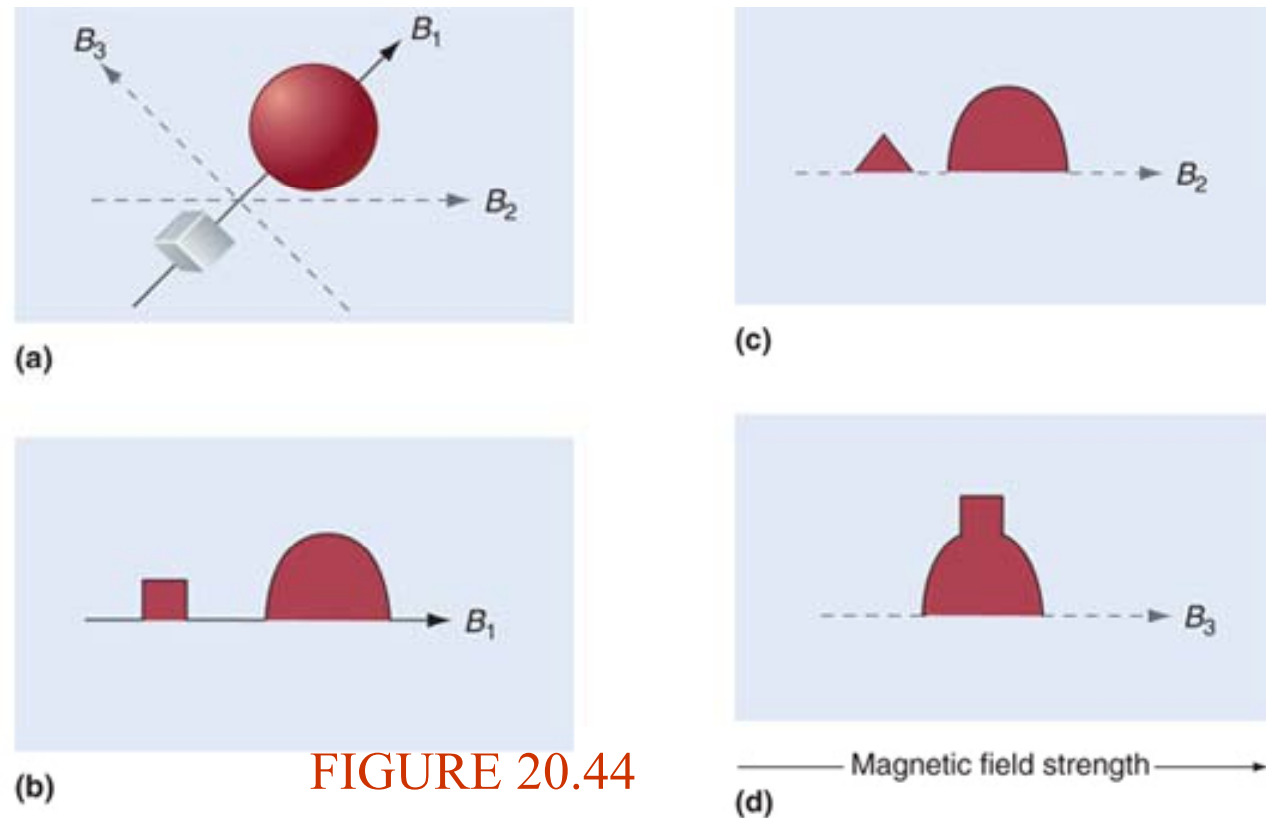 B₃
B₁
B₂
(a)
B₂
(c)
B₁
(b)
FIGURE 20.44
B₃
Magnetic field strength
(d)